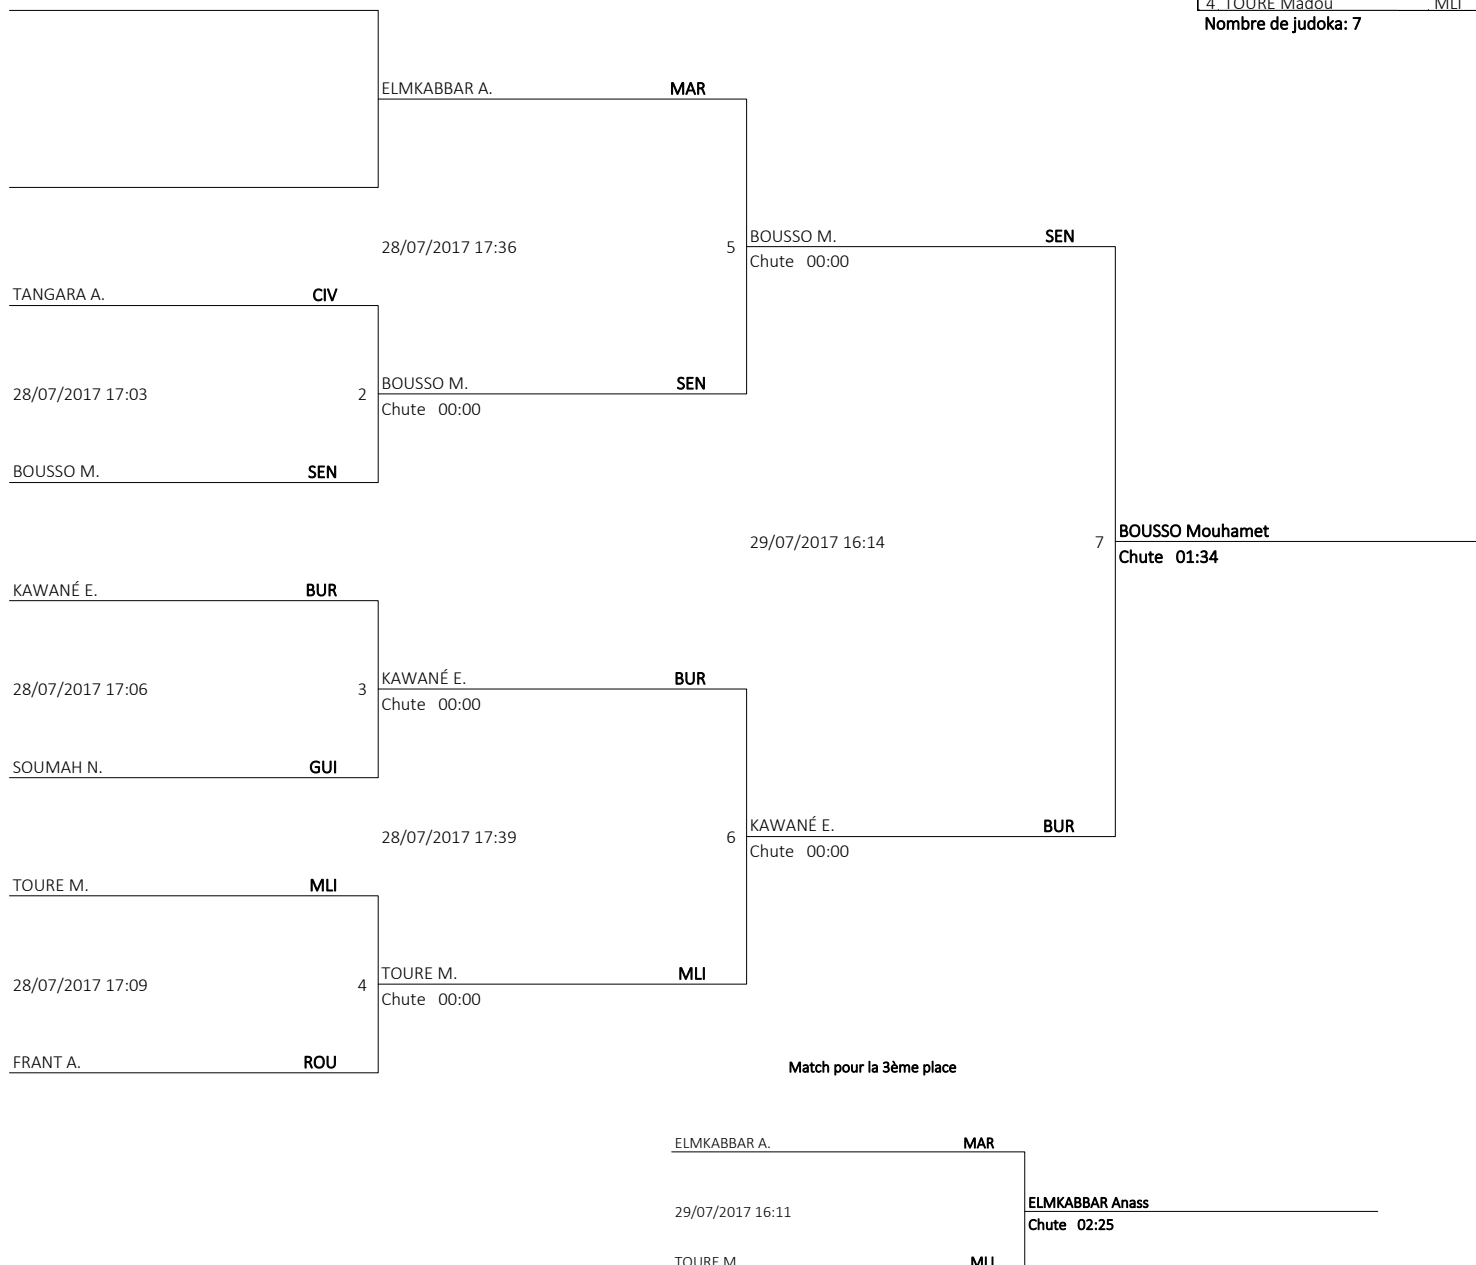 4 TOURE Madou MLI
Nombre de judoka: 7
ELMKABBAR A. MAR
28/07/2017 17:36 5
BOUSSO M. SEN
Chute 00:00
TANGARA A. CIV
28/07/2017 17:03 2
BOUSSO M. SEN
Chute 00:00
BOUSSO M. SEN
29/07/2017 16:14 7
BOUSSO Mouhamet
Chute 01:34
KAWANÉ E. BUR
28/07/2017 17:06 3
KAWANÉ E. BUR
Chute 00:00
SOUMAH N. GUI
28/07/2017 17:39 6
KAWANÉ E. BUR
Chute 00:00
TOURE M. MLI
28/07/2017 17:09 4
TOURE M. MLI
Chute 00:00
FRANT A. ROU
Match pour la 3ème place
ELMKABBAR A. MAR
29/07/2017 16:11
ELMKABBAR Anass
Chute 02:25
TOURE M. MLI